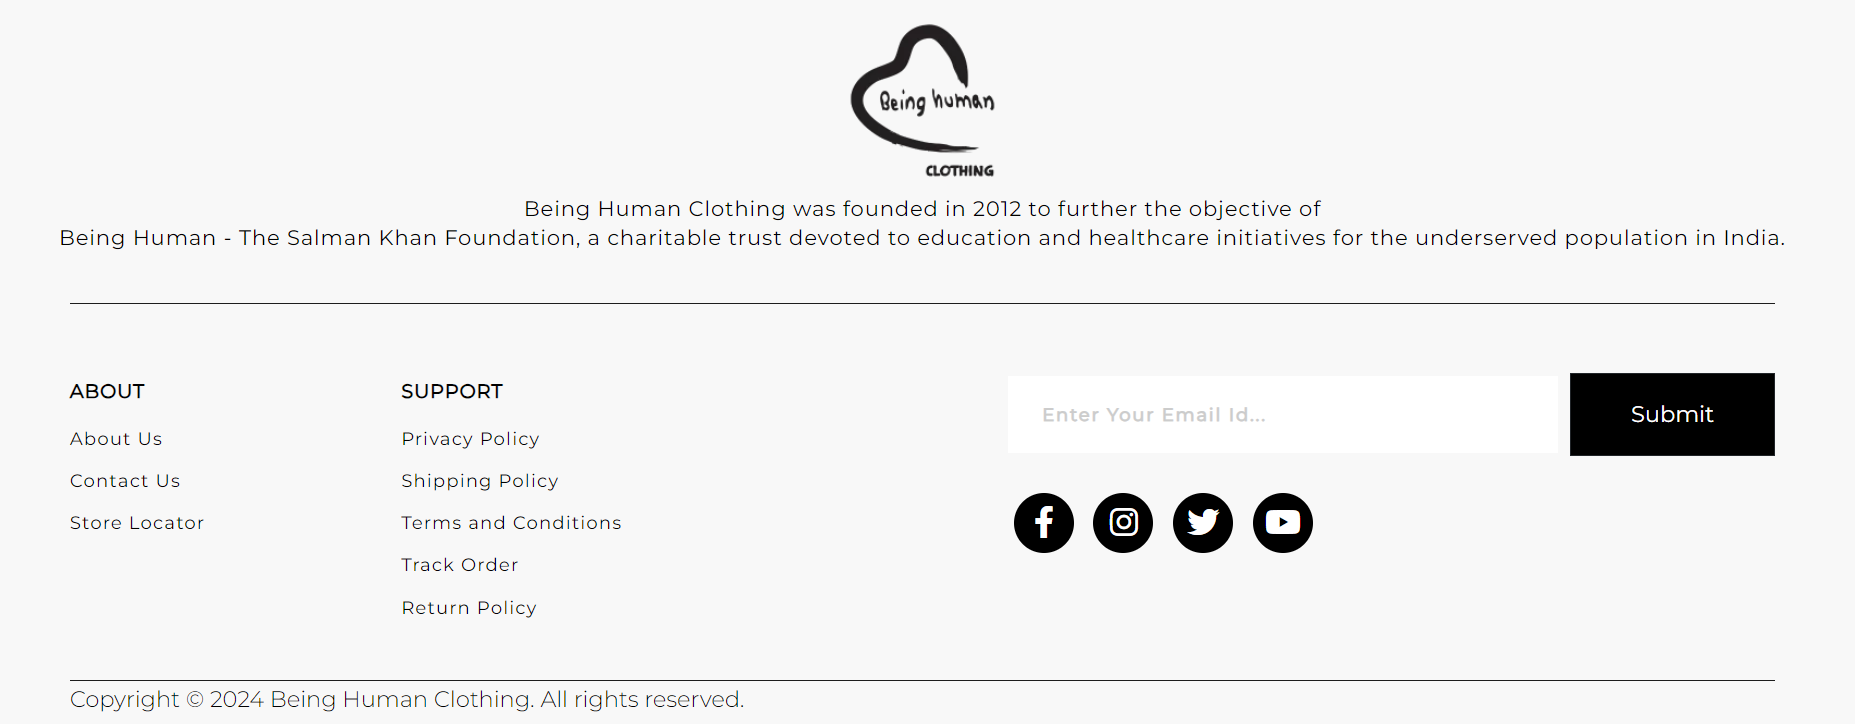 Being human
CLOTHING
Being Human Clothing was founded in 2012 to further the objective of
Being Human - The Salman Khan Foundation, a charitable trust devoted to education and healthcare initiatives for the underserved population in India.
ABOUT
About Us
Contact Us
Store Locator
SUPPORT
Privacy Policy
Shipping Policy
Terms and Conditions
Track Order
Return Policy
Enter Your Email Id...
Submit
Copyright © 2024 Being Human Clothing. All rights reserved.